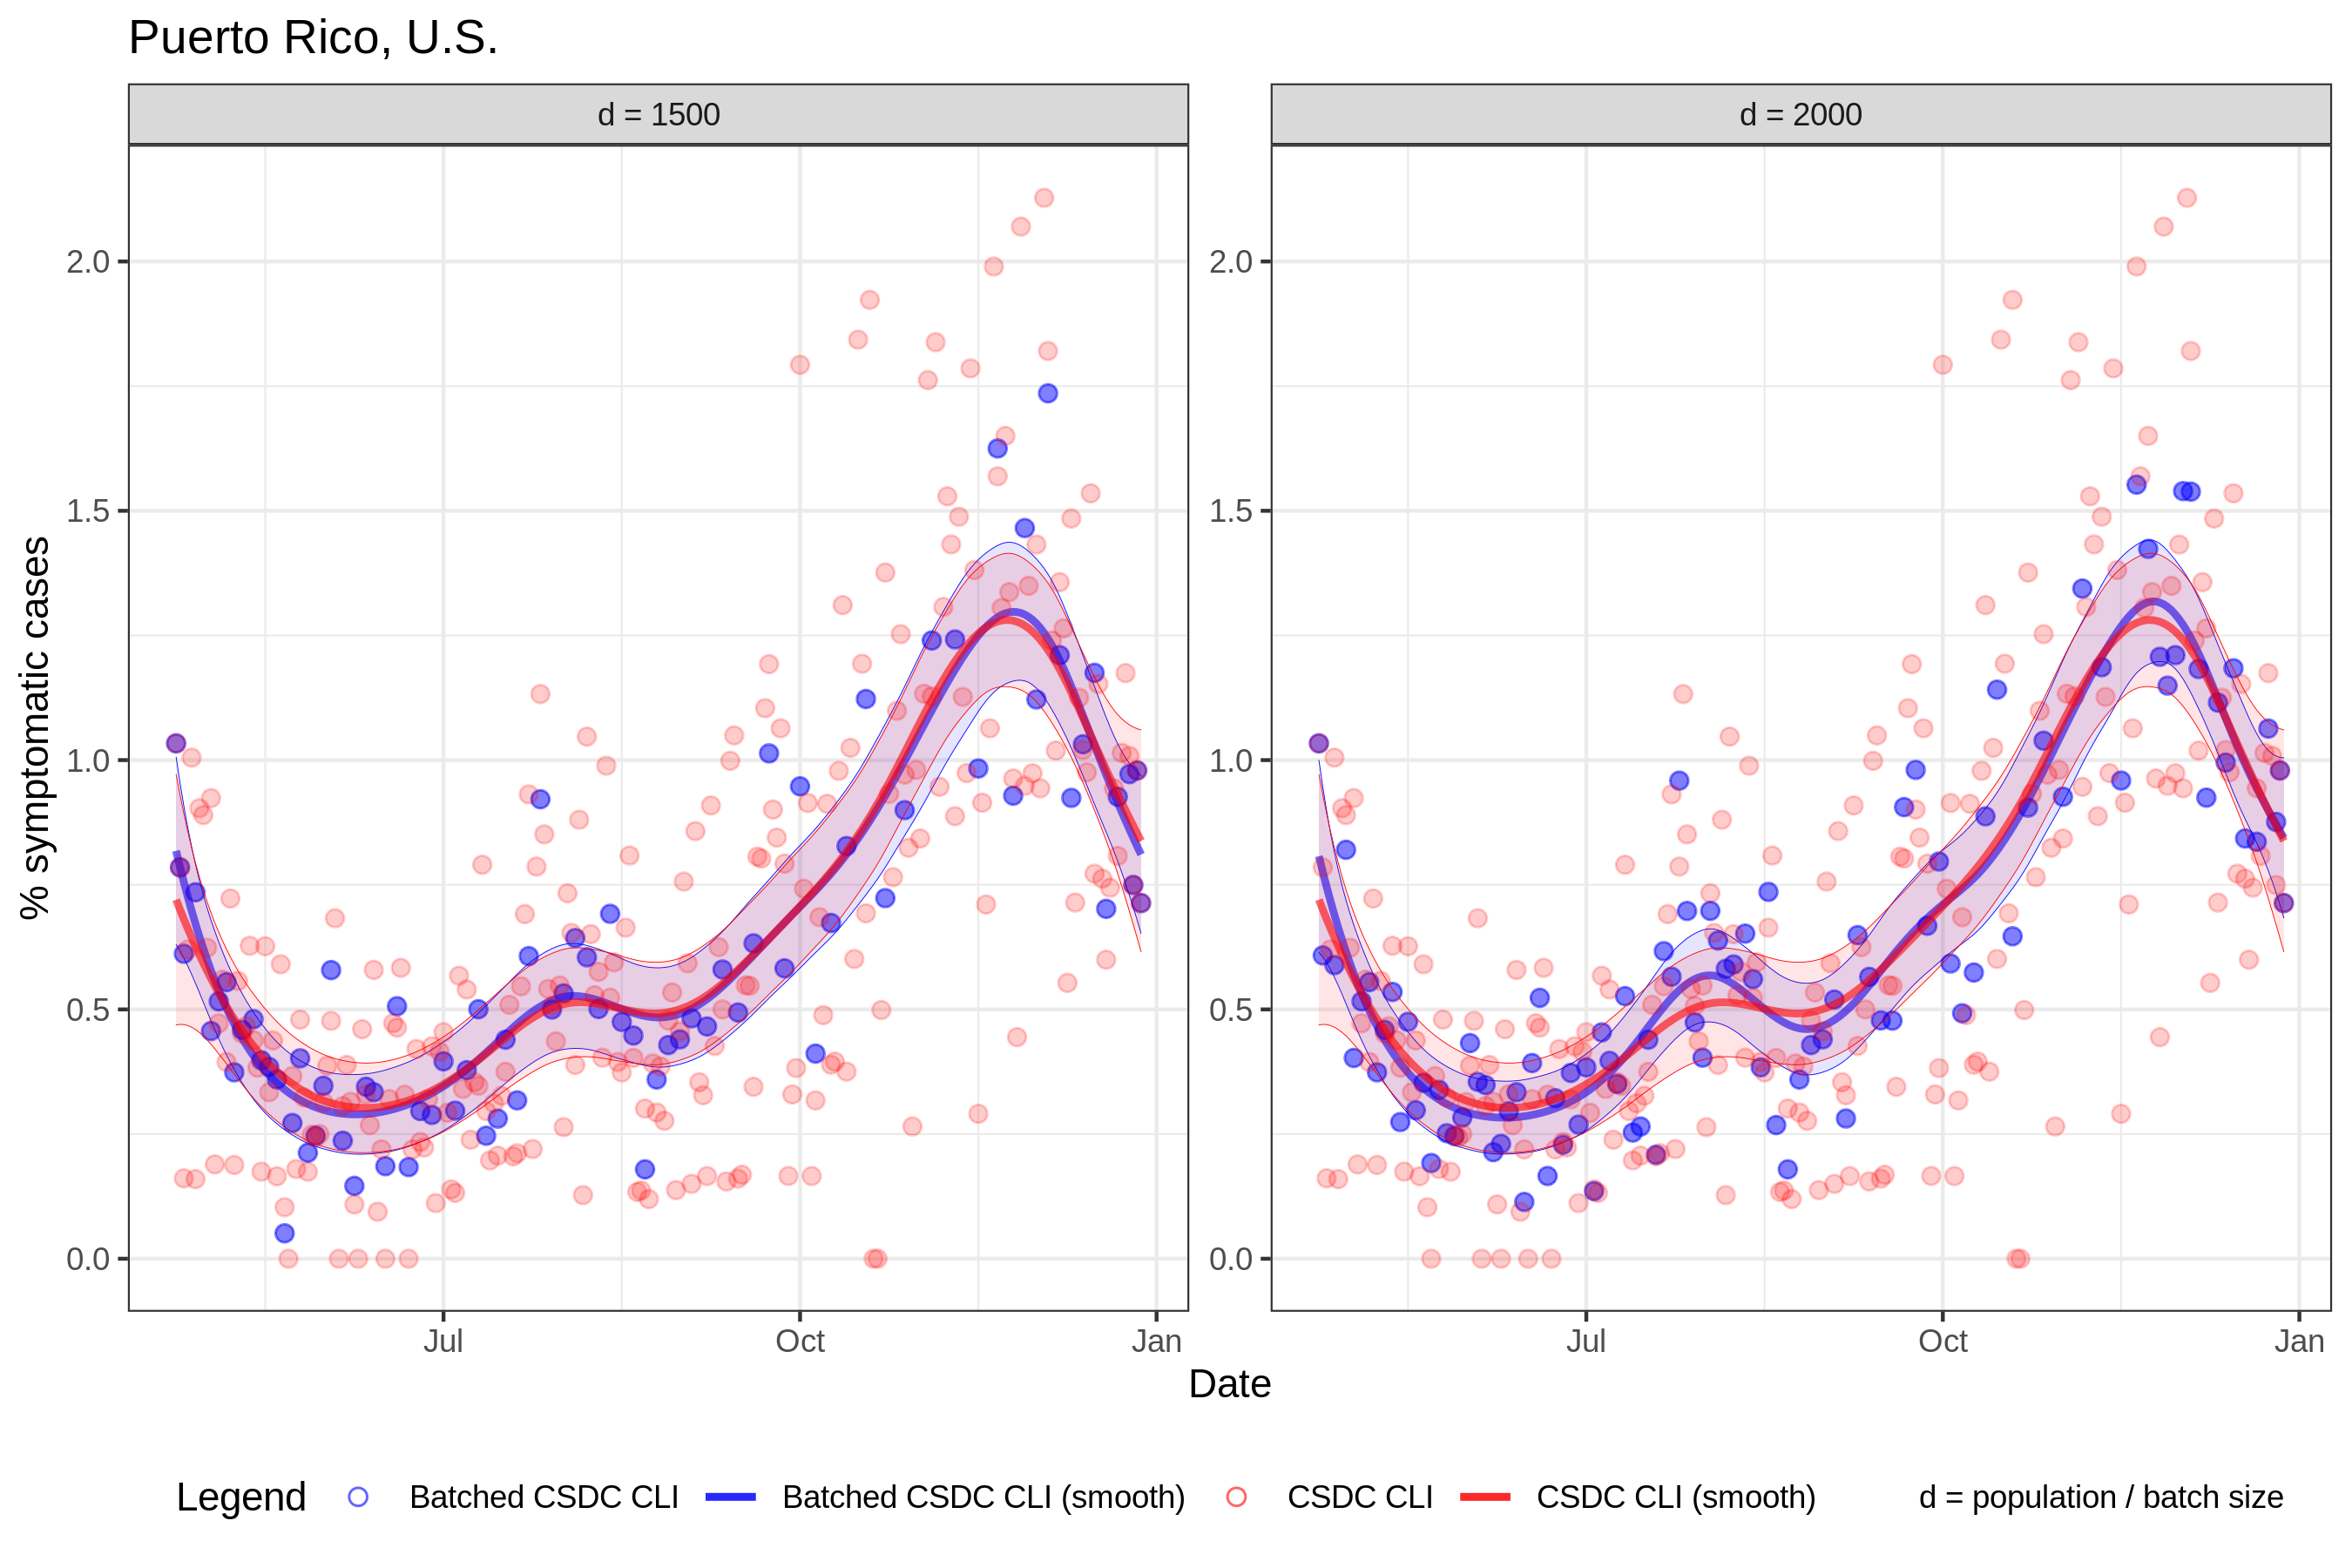 Puerto Rico, U.S.
d = 1500
d = 2000
% symptomatic cases
2.0
1.5
1.0
0.5
0.0
2.0
1.5
1.0
0.5
0.0
Jul
Oct
Jan
Jul
Oct
Jan
Date
Legend
Batched CSDC CLI
Batched CSDC CLI (smooth)
CSDC CLI
CSDC CLI (smooth)
d = population / batch size